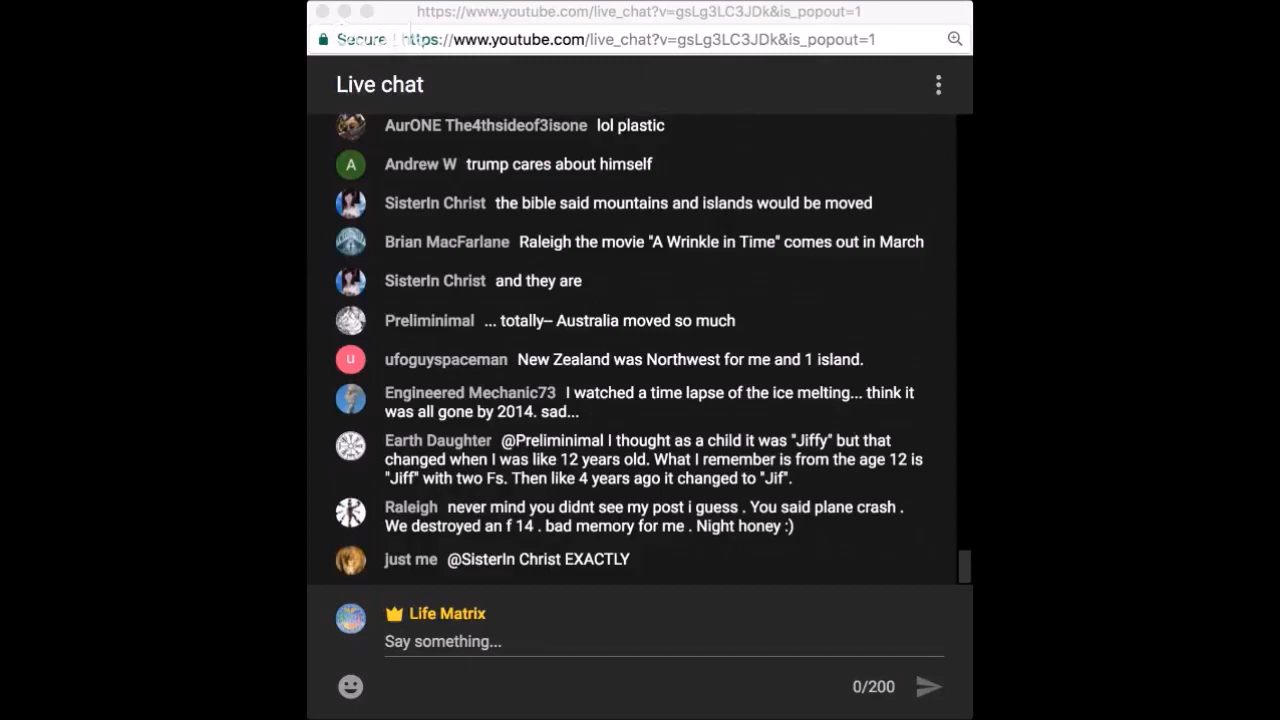 https://www.youtube.com/live_chat?v=gsLg3LC3JDk&is_popout=1
Secure https://www.youtube.com/live_chat?v=gsLg3LC3JDk&is_popout=1
Live chat
AurONE The4thsideof3isone lol plastic
A Andrew W trump cares about himself
SisterIn Christ the bible said mountains and islands would be moved
Brian MacFarlane Raleigh the movie "A Wrinkle in Time" comes out in March
SisterIn Christ and they are
Preliminimal ... totally-- Australia moved so much
u ufoguyspaceman New Zealand was Northwest for me and 1 island.
Engineered Mechanic73 I watched a time lapse of the ice melting... think it
was all gone by 2014. sad...
Earth Daughter @Preliminimal I thought as a child it was "Jiffy" but that
changed when I was like 12 years old. What I remember is from the age 12 is
"Jiff" with two Fs. Then like 4 years ago it changed to "Jif".
Raleigh never mind you didnt see my post i guess . You said plane crash .
We destroyed an f 14 . bad memory for me . Night honey :)
just me @SisterIn Christ EXACTLY
Life Matrix
Say something...
0/200